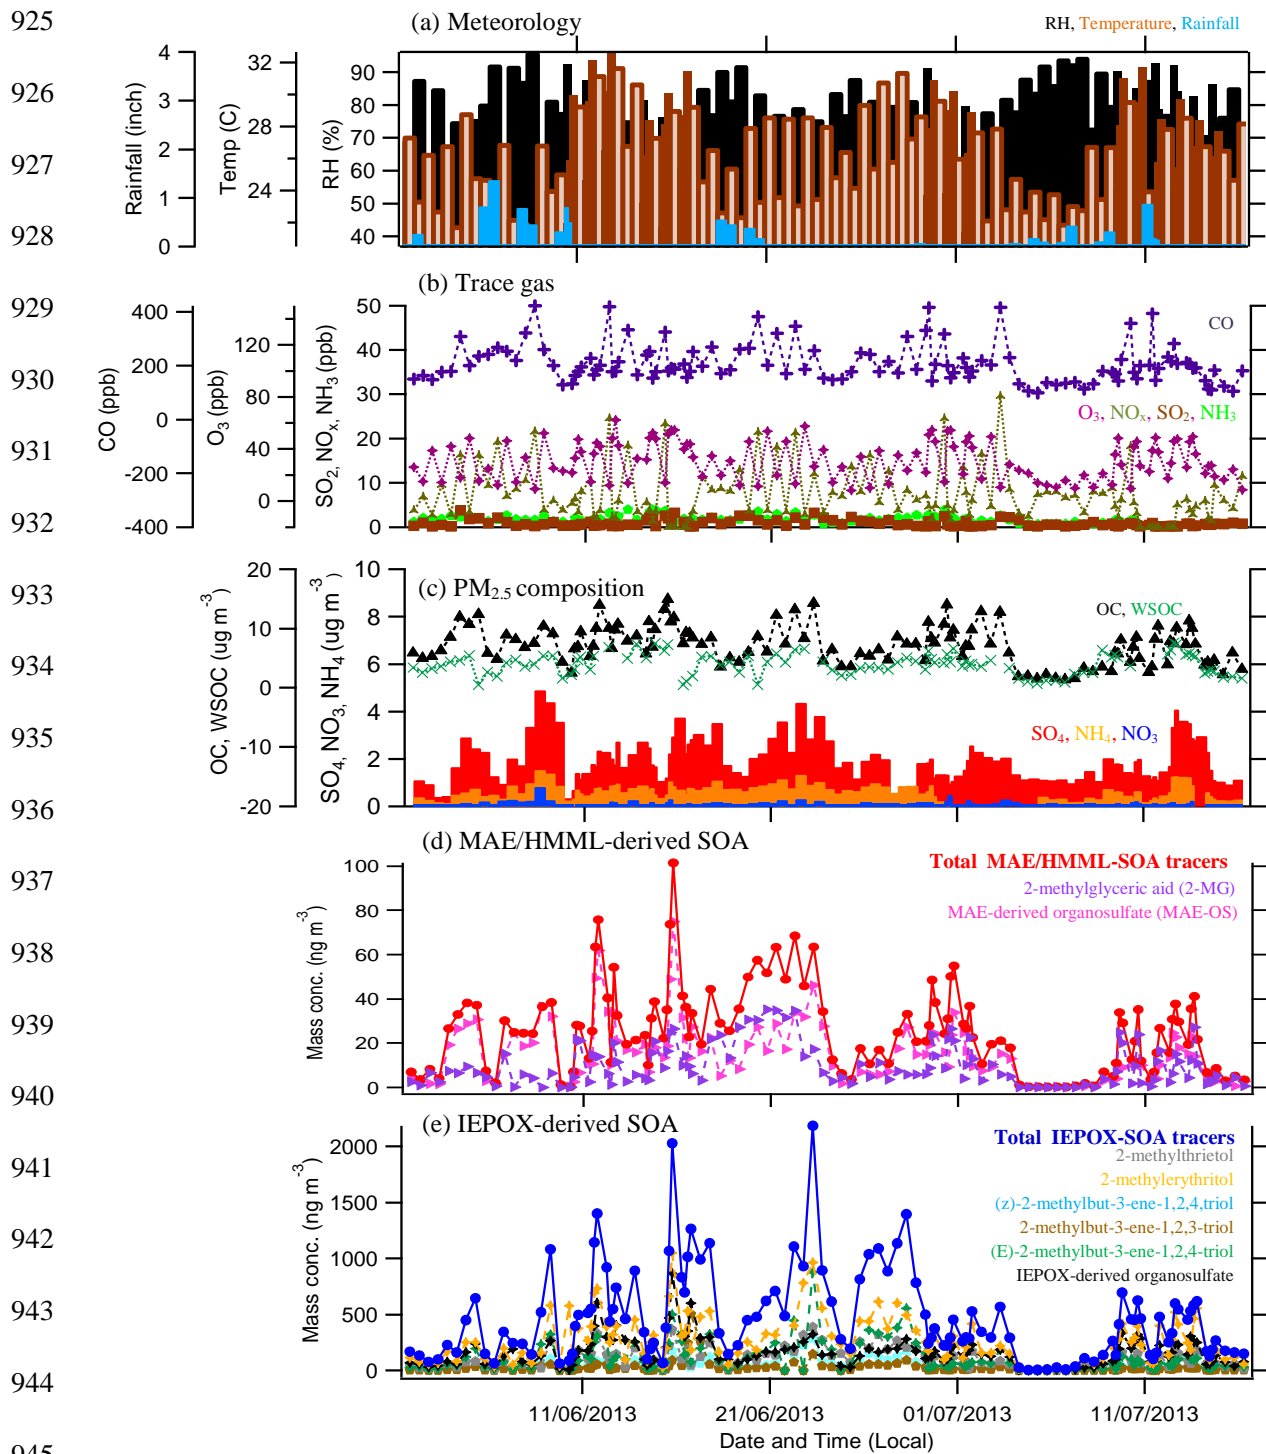 925
(a) Meteorology
RH, Temperature, Rainfall
926
927
928
Rainfall (inch)
4
3
2
1
0
Temp (C)
32
28
24
RH (%)
90
80
70
60
50
40
929
(b) Trace gas
CO
930
O3, NOx, SO2, NH3
931
932
CO (ppb)
400
200
0
-200
-400
O3 (ppb)
120
80
40
0
SO2, NOx, NH3 (ppb)
50
40
30
20
10
0
933
(c) PM2.5 composition
OC, WSOC
934
SO4, NH4, NO3
935
936
OC, WSOC (ug m-3)
20
10
0
-10
-20
SO4, NO3, NH4 (ug m-3)
10
8
6
4
2
0
(d) MAE/HMML-derived SOA
937
Total MAE/HMML-SOA tracers
2-methylglyceric aid (2-MG)
MAE-derived organosulfate (MAE-OS)
938
939
940
Mass conc. (ng m-3)
100
80
60
40
20
0
(e) IEPOX-derived SOA
941
Total IEPOX-SOA tracers
2-methylthrietol
2-methylerythritol
(z)-2-methylbut-3-ene-1,2,4,triol
2-methylbut-3-ene-1,2,3-triol
(E)-2-methylbut-3-ene-1,2,4-triol
IEPOX-derived organosulfate
942
943
944
Mass conc. (ng m-3)
2000
1500
1000
500
0
11/06/2013
21/06/2013
01/07/2013
11/07/2013
Date and Time (Local)
945